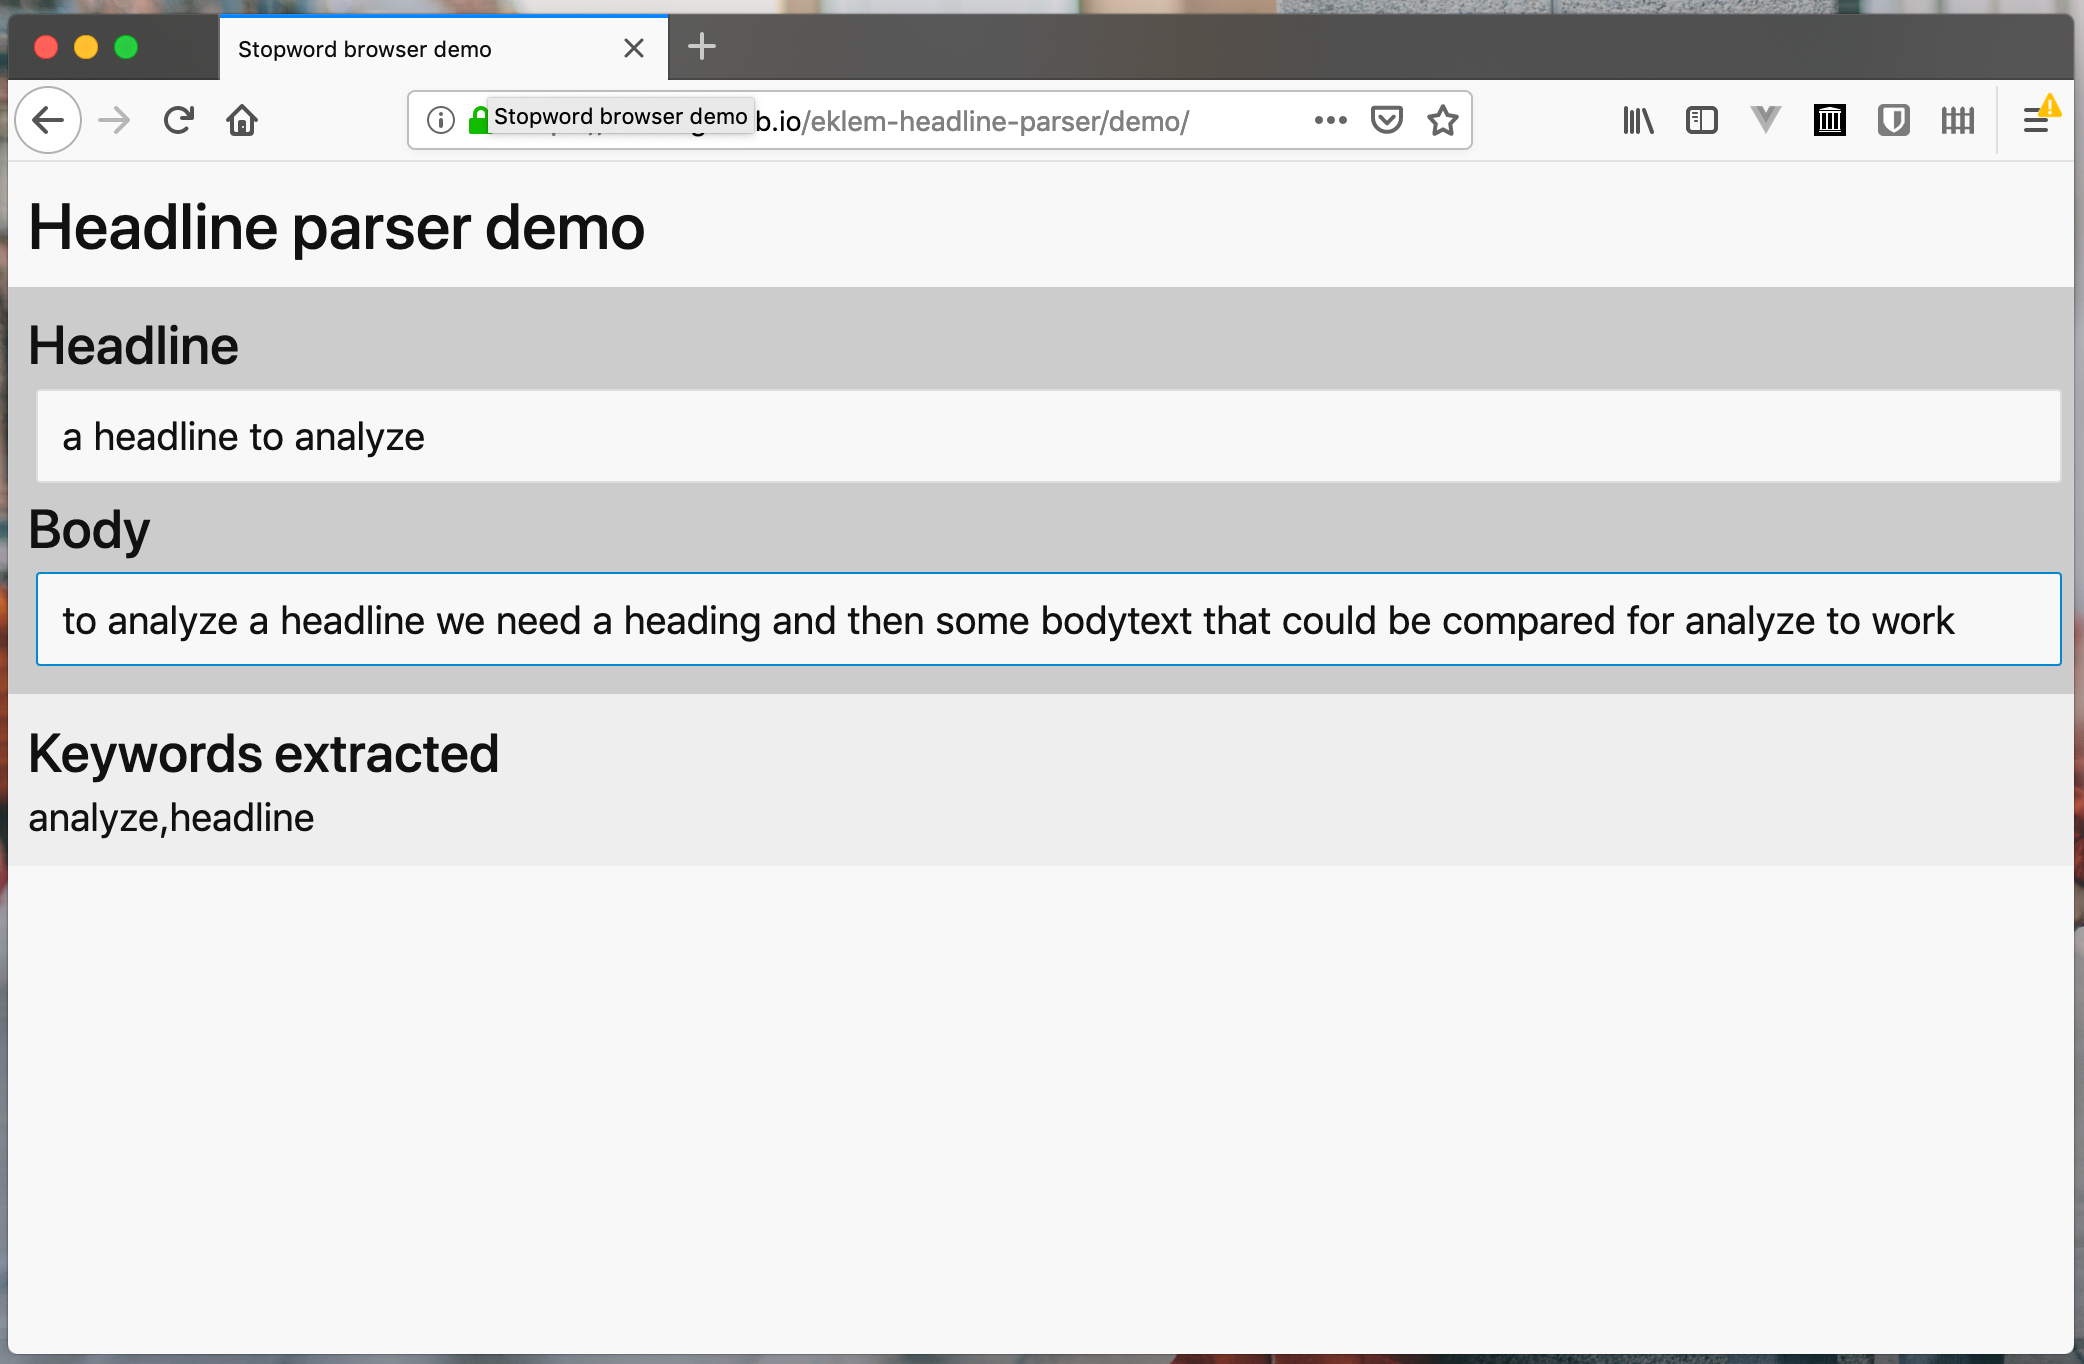 Stopword browser demo
Stopword browser demo
b.io/eklem-headline-parser/demo/
Headline parser demo
Headline
a headline to analyze
Body
to analyze a headline we need a heading and then some bodytext that could be compared for analyze to work
Keywords extracted
analyze,headline